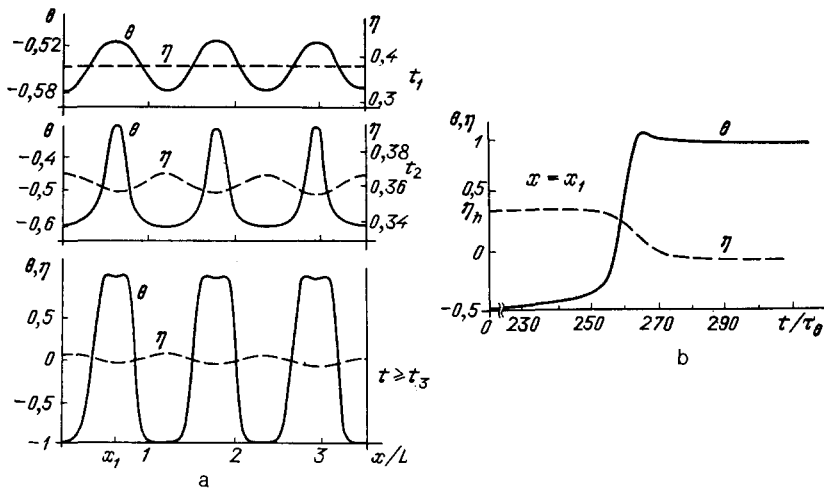 θ
η
-0,52
θ
η
0,4
t₁
-0,58
0,3
θ
θ
η
-0,4
0,38
η
t₂
-0,5
0,36
-0,6
0,34
θ,η
θ
0,5
η
0
t ≥ t₃
-0,5
-1
x₁
1
2
3
x/L
a
θ,η
1
θ
0,5
x = x₁
ηₕ
0
η
-0,5
0
230
250
270
290
t/τ_θ
b